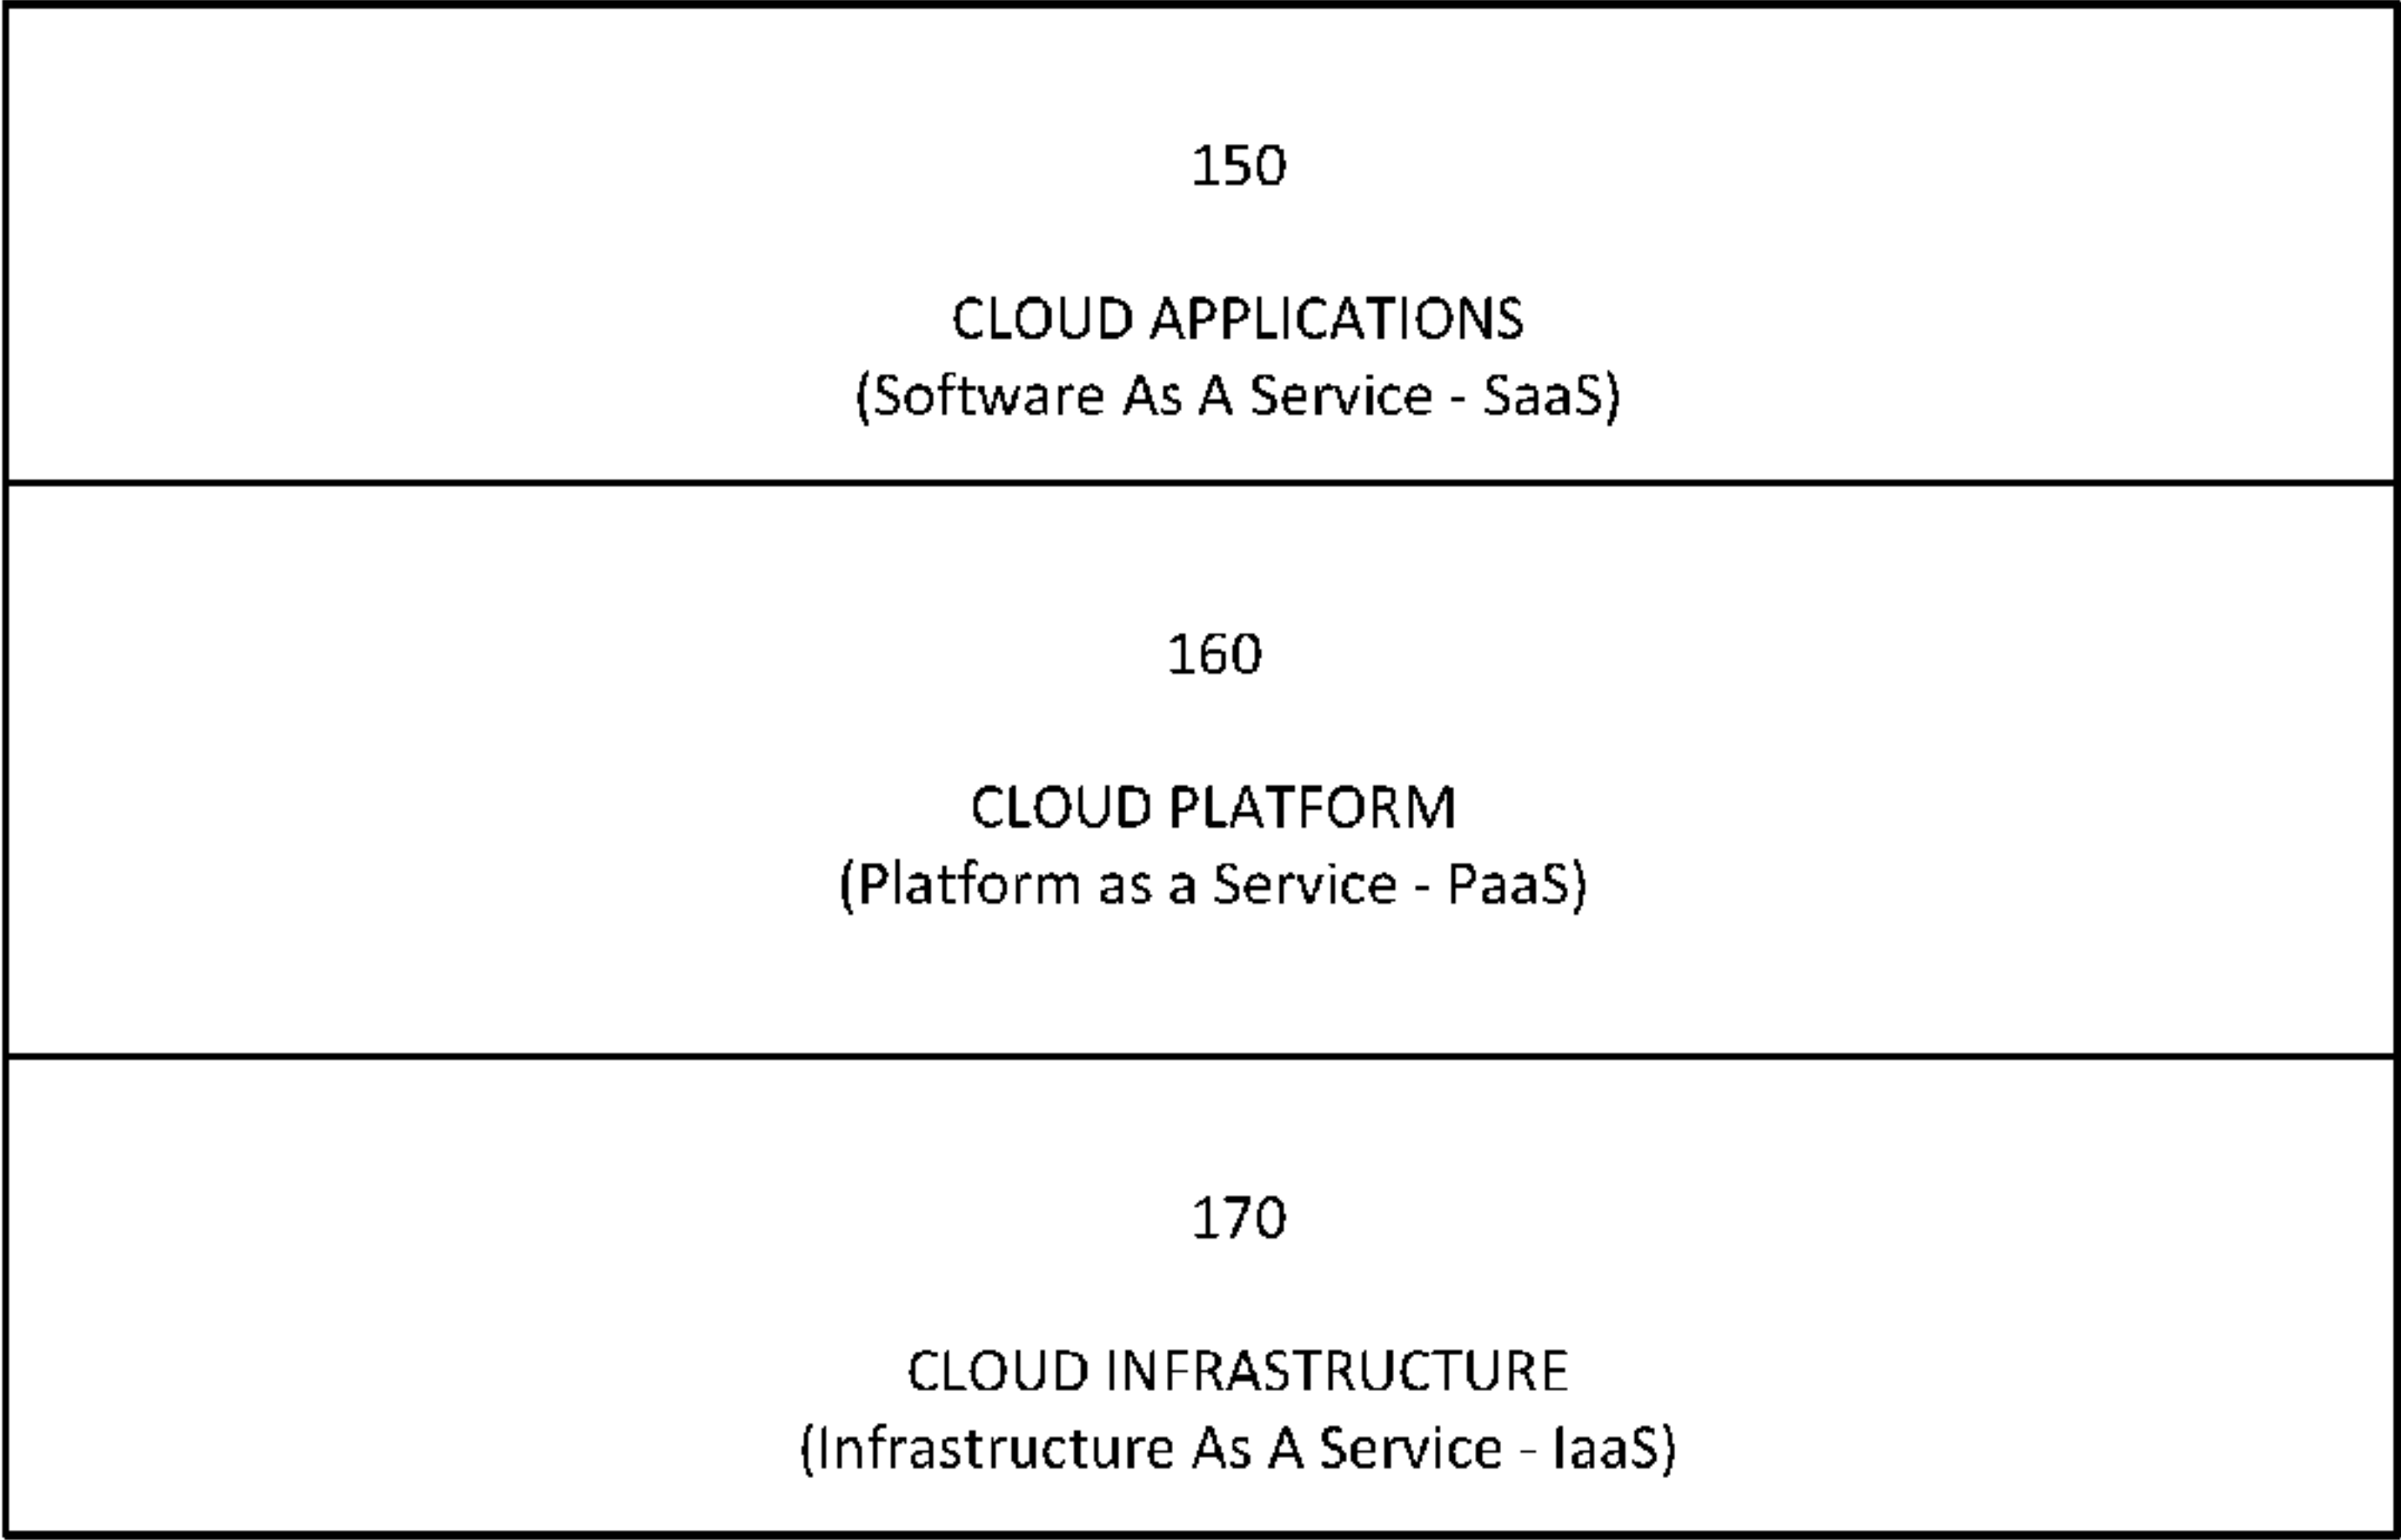 150
CLOUD APPLICATIONS
(Software As A Service - SaaS)
160
CLOUD PLATFORM
(Platform as a Service - PaaS)
170
CLOUD INFRASTRUCTURE
(Infrastructure As A Service - IaaS)